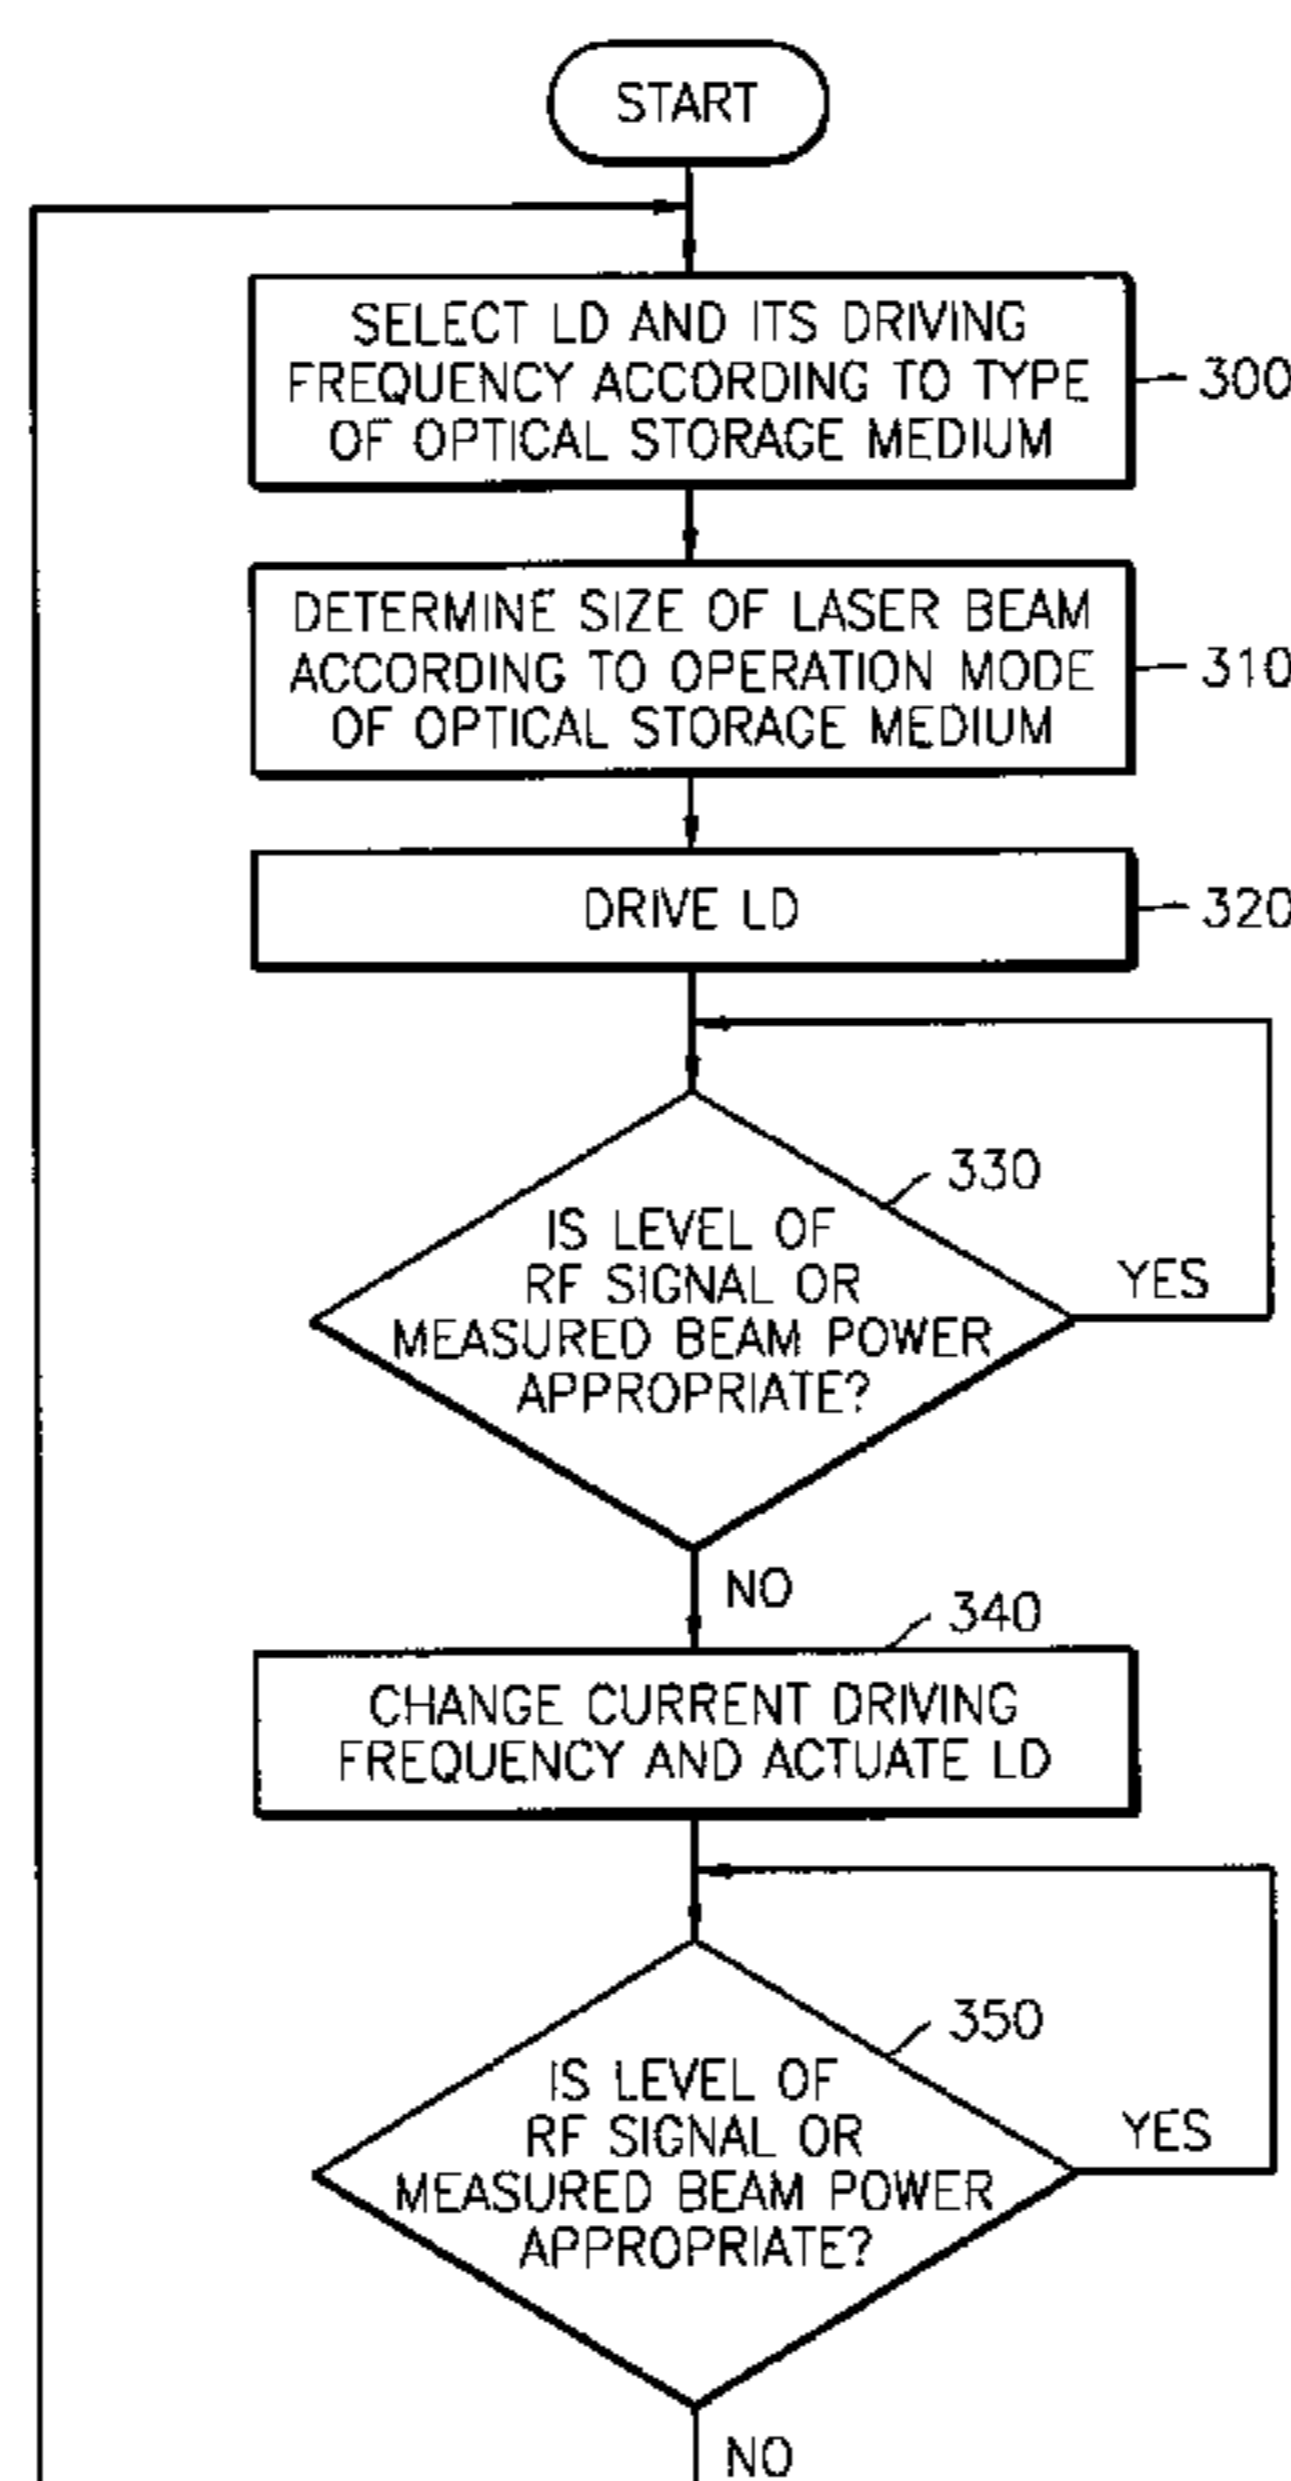 START
SELECT LD AND ITS DRIVING
FREQUENCY ACCORDING TO TYPE
OF OPTICAL STORAGE MEDIUM
300
DETERMINE SIZE OF LASER BEAM
ACCORDING TO OPERATION MODE
OF OPTICAL STORAGE MEDIUM
310
DRIVE LD
320
330
IS LEVEL OF
RF SIGNAL OR
MEASURED BEAM POWER
APPROPRIATE?
YES
NO
340
CHANGE CURRENT DRIVING
FREQUENCY AND ACTUATE LD
350
IS LEVEL OF
RF SIGNAL OR
MEASURED BEAM POWER
APPROPRIATE?
YES
NO